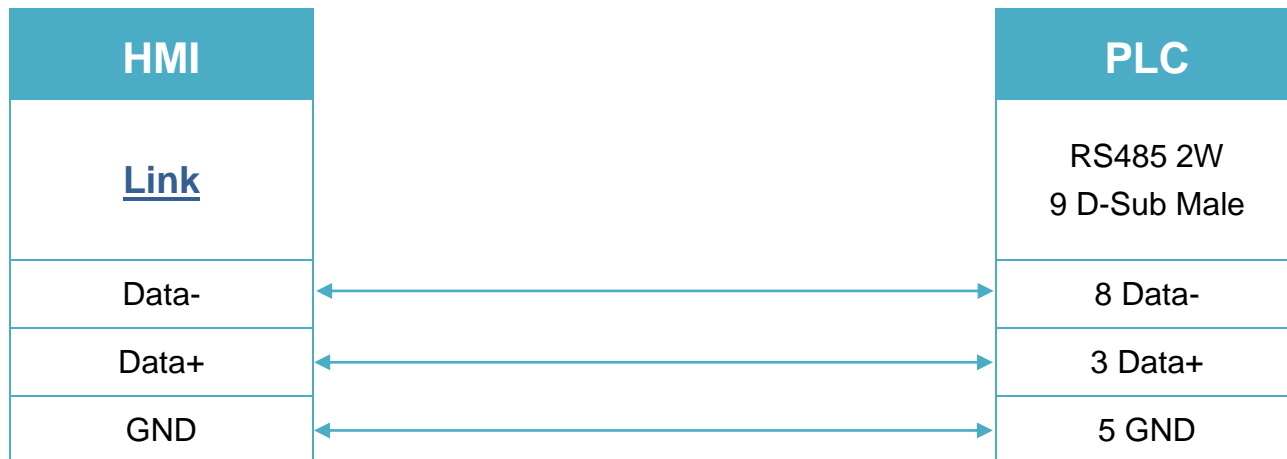 HMI
PLC
Link
RS485 2W
9 D-Sub Male
Data-
8 Data-
Data+
3 Data+
GND
5 GND